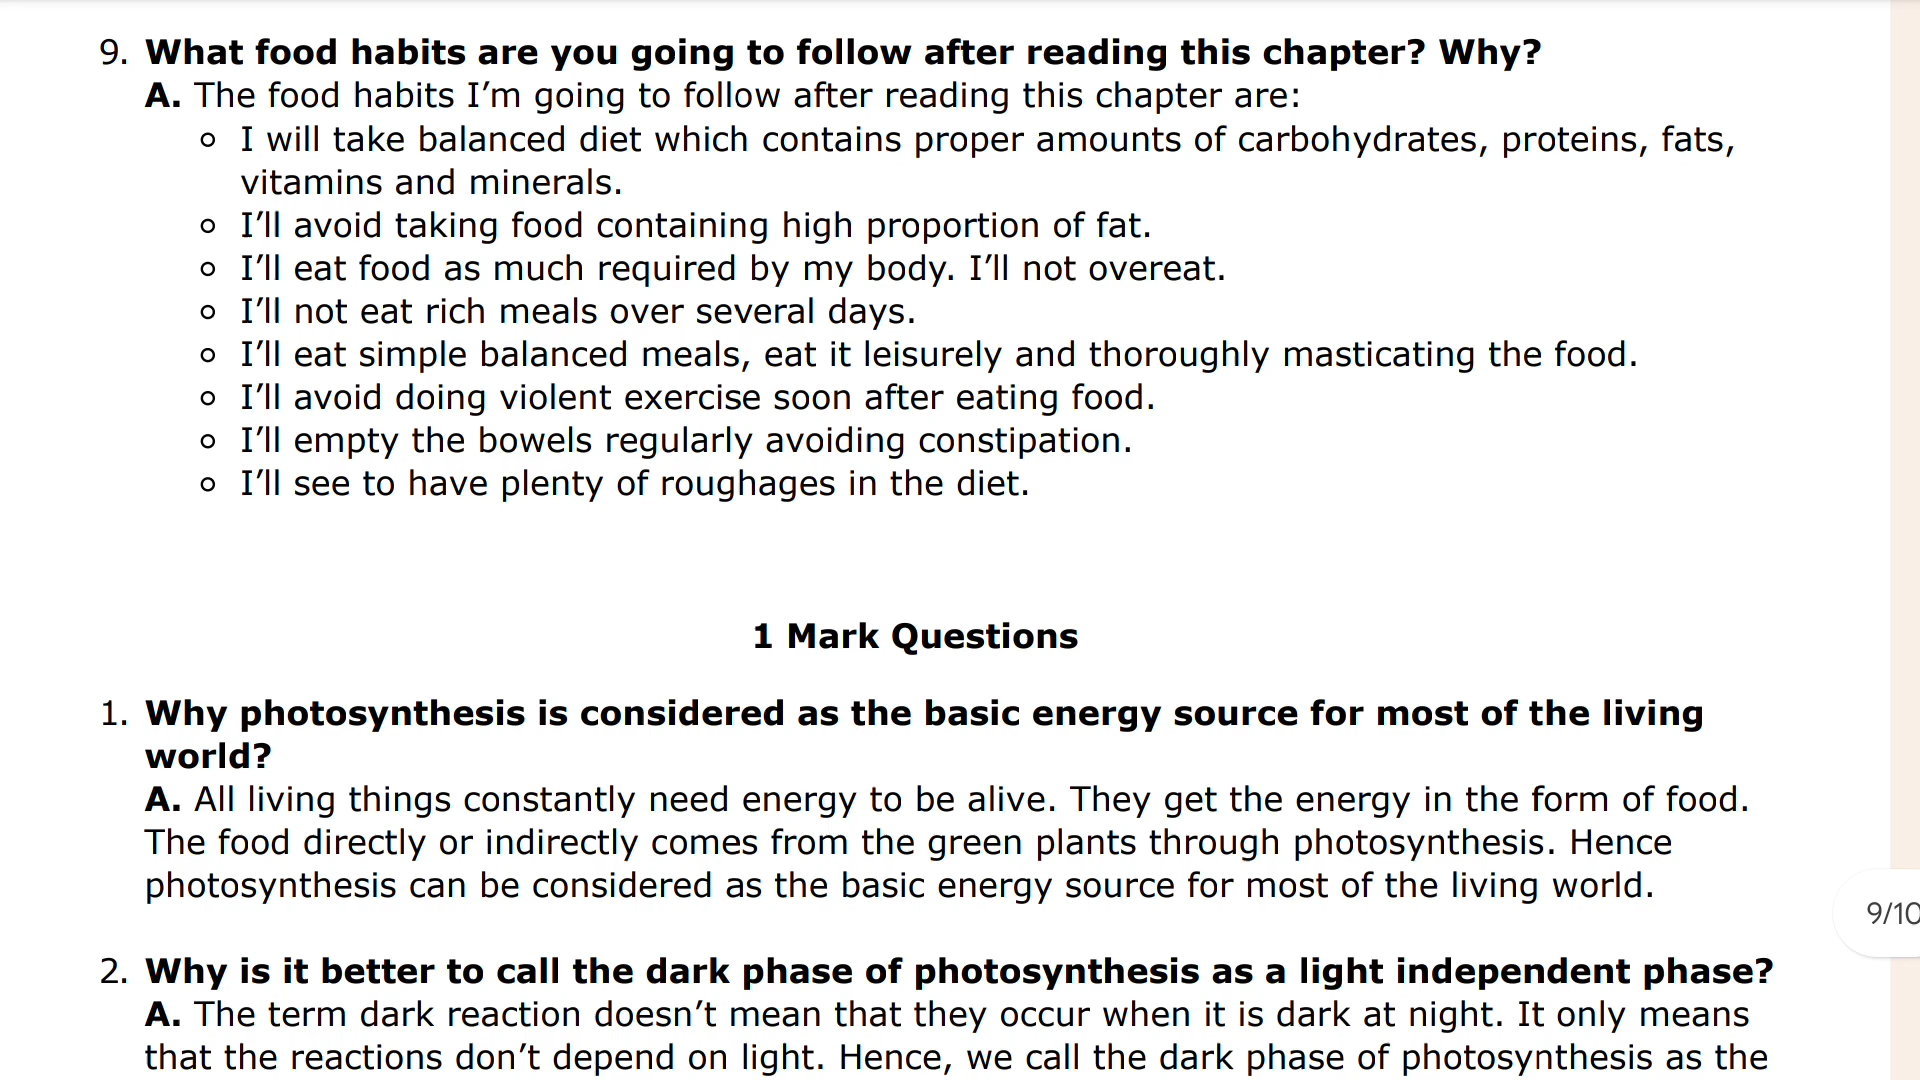 9. What food habits are you going to follow after reading this chapter? Why?
A. The food habits I’m going to follow after reading this chapter are:
o I will take balanced diet which contains proper amounts of carbohydrates, proteins, fats,
vitamins and minerals.
o I’ll avoid taking food containing high proportion of fat.
o I’ll eat food as much required by my body. I’ll not overeat.
o I’ll not eat rich meals over several days.
o I’ll eat simple balanced meals, eat it leisurely and thoroughly masticating the food.
o I’ll avoid doing violent exercise soon after eating food.
o I’ll empty the bowels regularly avoiding constipation.
o I’ll see to have plenty of roughages in the diet.
1 Mark Questions
1. Why photosynthesis is considered as the basic energy source for most of the living
world?
A. All living things constantly need energy to be alive. They get the energy in the form of food.
The food directly or indirectly comes from the green plants through photosynthesis. Hence
photosynthesis can be considered as the basic energy source for most of the living world.
9/10
2. Why is it better to call the dark phase of photosynthesis as a light independent phase?
A. The term dark reaction doesn’t mean that they occur when it is dark at night. It only means
that the reactions don’t depend on light. Hence, we call the dark phase of photosynthesis as the